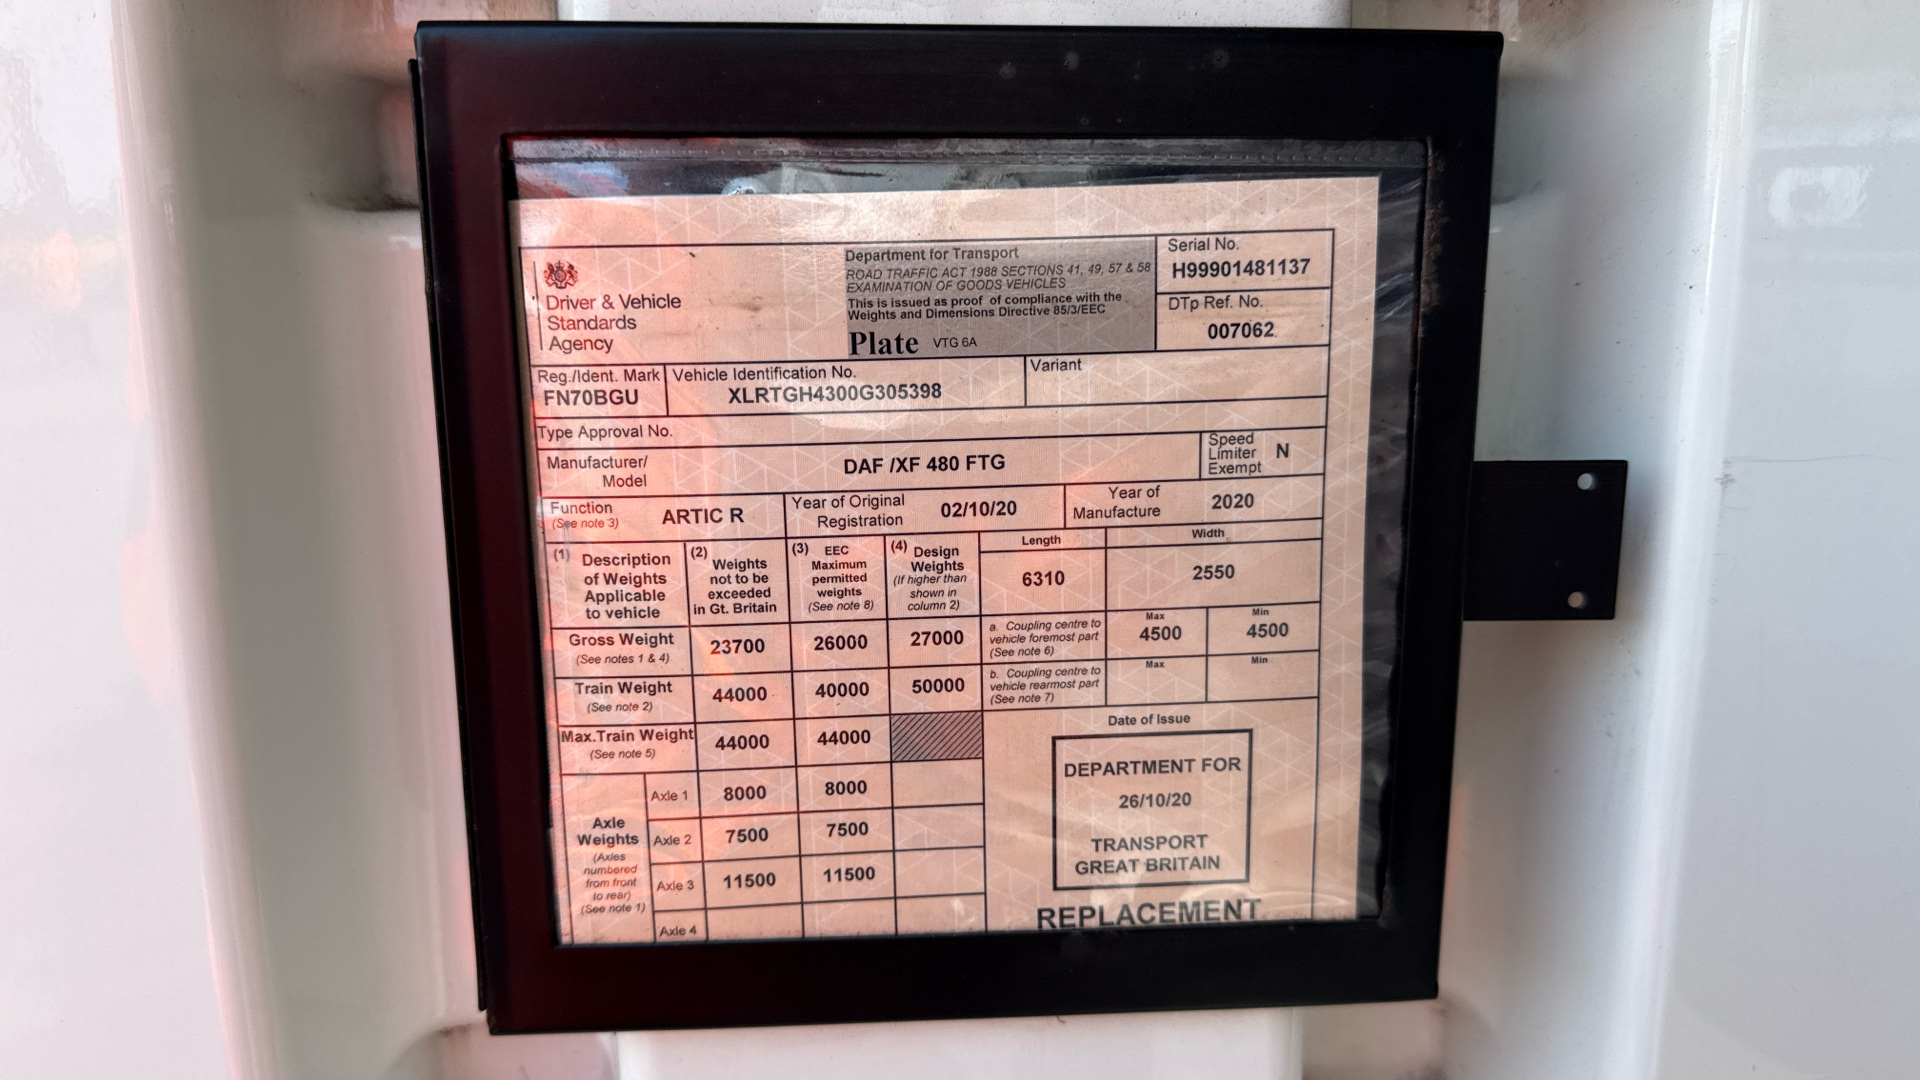 Driver & Vehicle
Standards
Agency
Department for Transport
ROAD TRAFFIC ACT 1988 SECTIONS 41, 49, 57 & 58
EXAMINATION OF GOODS VEHICLES
This is issued as proof of compliance with the
Weights and Dimensions Directive 85/3/EEC
Plate VTG 6A
Serial No.
H99901481137
DTp Ref. No.
007062
Reg./Ident. Mark
FN70BGU
Vehicle Identification No.
XLRTGH4300G305398
Variant
Type Approval No.
Manufacturer/
Model
DAF /XF 480 FTG
Speed
Limiter
Exempt
N
Function
(See note 3)
ARTIC R
Year of Original
Registration
02/10/20
Year of
Manufacture
2020
(1) Description
of Weights
Applicable
to vehicle
(2) Weights
not to be
exceeded
in Gt. Britain
(3) EEC
Maximum
permitted
weights
(See note 8)
(4) Design
Weights
(If higher than
shown in
column 2)
Length
6310
Width
2550
Gross Weight
(See notes 1 & 4)
23700 26000 27000
a. Coupling centre to
vehicle foremost part
(See note 6)
Max
4500
Min
4500
Train Weight
(See note 2)
44000 40000 50000
b. Coupling centre to
vehicle rearmost part
(See note 7)
Max
Min
Max.Train Weight
(See note 5)
44000 44000
Axle
Weights
(Axles
numbered
from front
to rear)
(See note 1)
Axle 1 8000 8000
Axle 2 7500 7500
Axle 3 11500 11500
Axle 4
Date of Issue
DEPARTMENT FOR
26/10/20
TRANSPORT
GREAT BRITAIN
REPLACEMENT